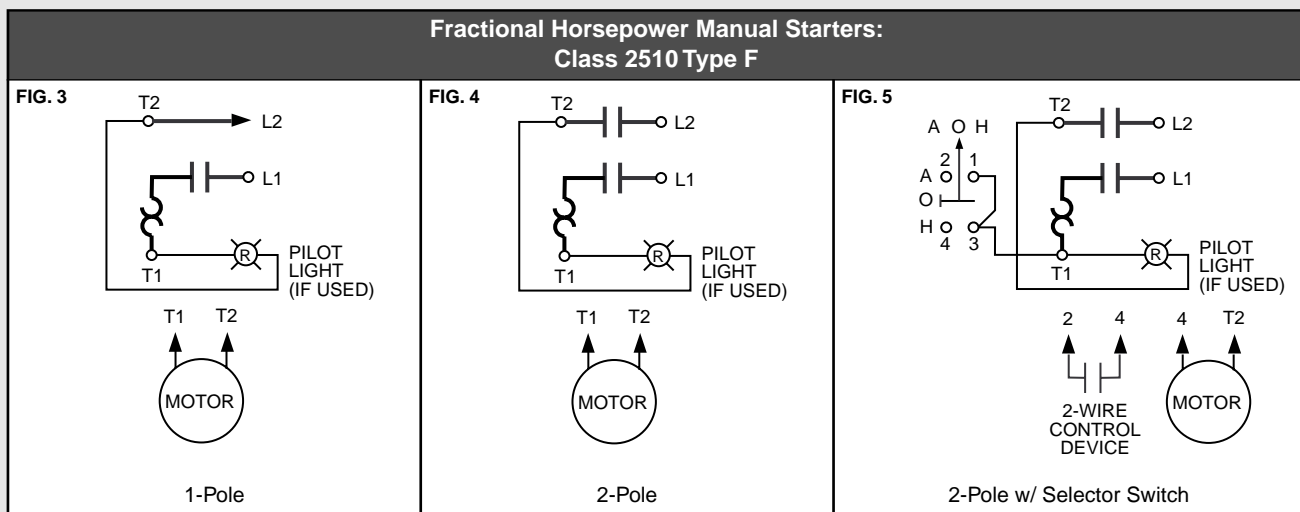 Fractional Horsepower Manual Starters:
Class 2510 Type F
FIG. 3
T2
L2
L1
T1
R
PILOT
LIGHT
(IF USED)
T1 T2
MOTOR
1-Pole
FIG. 4
T2
L2
L1
T1
R
PILOT
LIGHT
(IF USED)
T1 T2
MOTOR
2-Pole
FIG. 5
T2
L2
A O H
2 1
A
O
H
4 3
L1
T1
R
PILOT
LIGHT
(IF USED)
2 4 4 T2
2-WIRE
CONTROL
DEVICE
MOTOR
2-Pole w/ Selector Switch